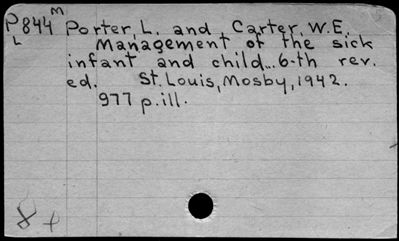 M
P844 Porter, L. and Carter, W.E.
L Management of the sick
infant and child... 6-th rev.
ed. St. Louis, Mosby, 1942.
977 p. ill.
8 +